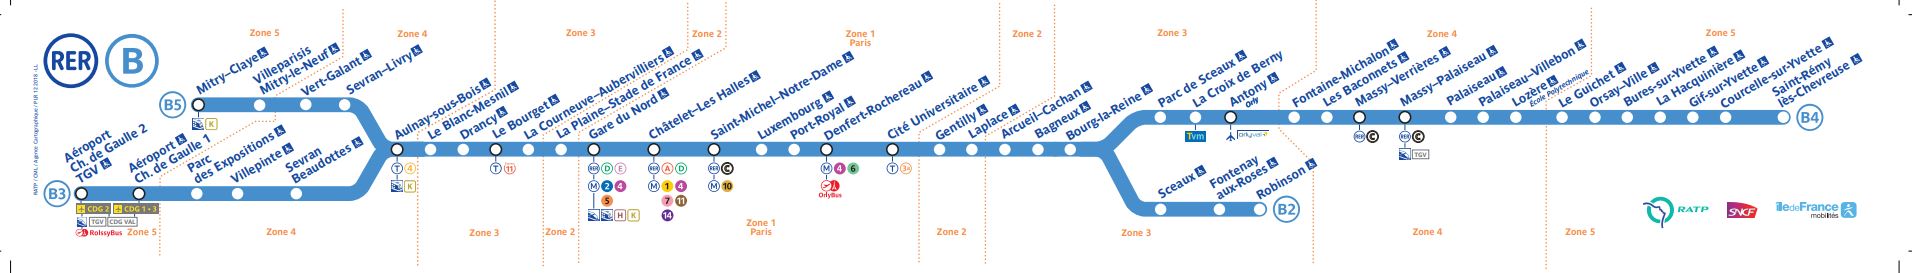 RER B
RATP / CML / Agence Cartographique / PLR 12 2018 - LL
Zone 5
Zone 4
Zone 3
Zone 2
Zone 1
Paris
Zone 2
Zone 3
Zone 4
Zone 5
B5
Mitry–Claye
Villeparisis
Mitry-le-Neuf
Vert-Galant
Sevran–Livry
K
B3
Aéroport
Ch. de Gaulle 2
TGV
Aéroport
Ch. de Gaulle 1
Parc
des Expositions
Villepinte
Sevran
Beaudottes
CDG 2
CDG 1 • 3
TGV CDG VAL
RoissyBus
Aulnay-sous-Bois
T 4
K
Le Blanc-Mesnil
Drancy
Le Bourget
T 11
La Courneuve–Aubervilliers
La Plaine–Stade de France
Gare du Nord
RER D E
M 2 4
5
H K
Châtelet–Les Halles
RER A D
M 1 4
7 11
14
Saint-Michel–Notre-Dame
RER C
M 10
Luxembourg
Port-Royal
Denfert-Rochereau
M 4 6
OrlyBus
Cité Universitaire
T 3a
Gentilly
Laplace
Arcueil–Cachan
Bagneux
Bourg-la-Reine
Parc de Sceaux
La Croix de Berny
Tvm
Antony
Orly
Orlyval
Fontaine-Michalon
Les Baconnets
Massy–Verrières
RER C
Massy–Palaiseau
RER C
TGV
Palaiseau
Palaiseau–Villebon
Lozère
École Polytechnique
Le Guichet
Orsay-Ville
Bures-sur-Yvette
La Hacquinière
Gif-sur-Yvette
Courcelle-sur-Yvette
Saint-Rémy
lès-Chevreuse
B4
Sceaux
Fontenay
aux-Roses
Robinson
B2
Zone 5
Zone 4
Zone 3
Zone 2
Zone 1
Paris
Zone 2
Zone 3
Zone 4
Zone 5
RATP
SNCF
îledeFrance
mobilités